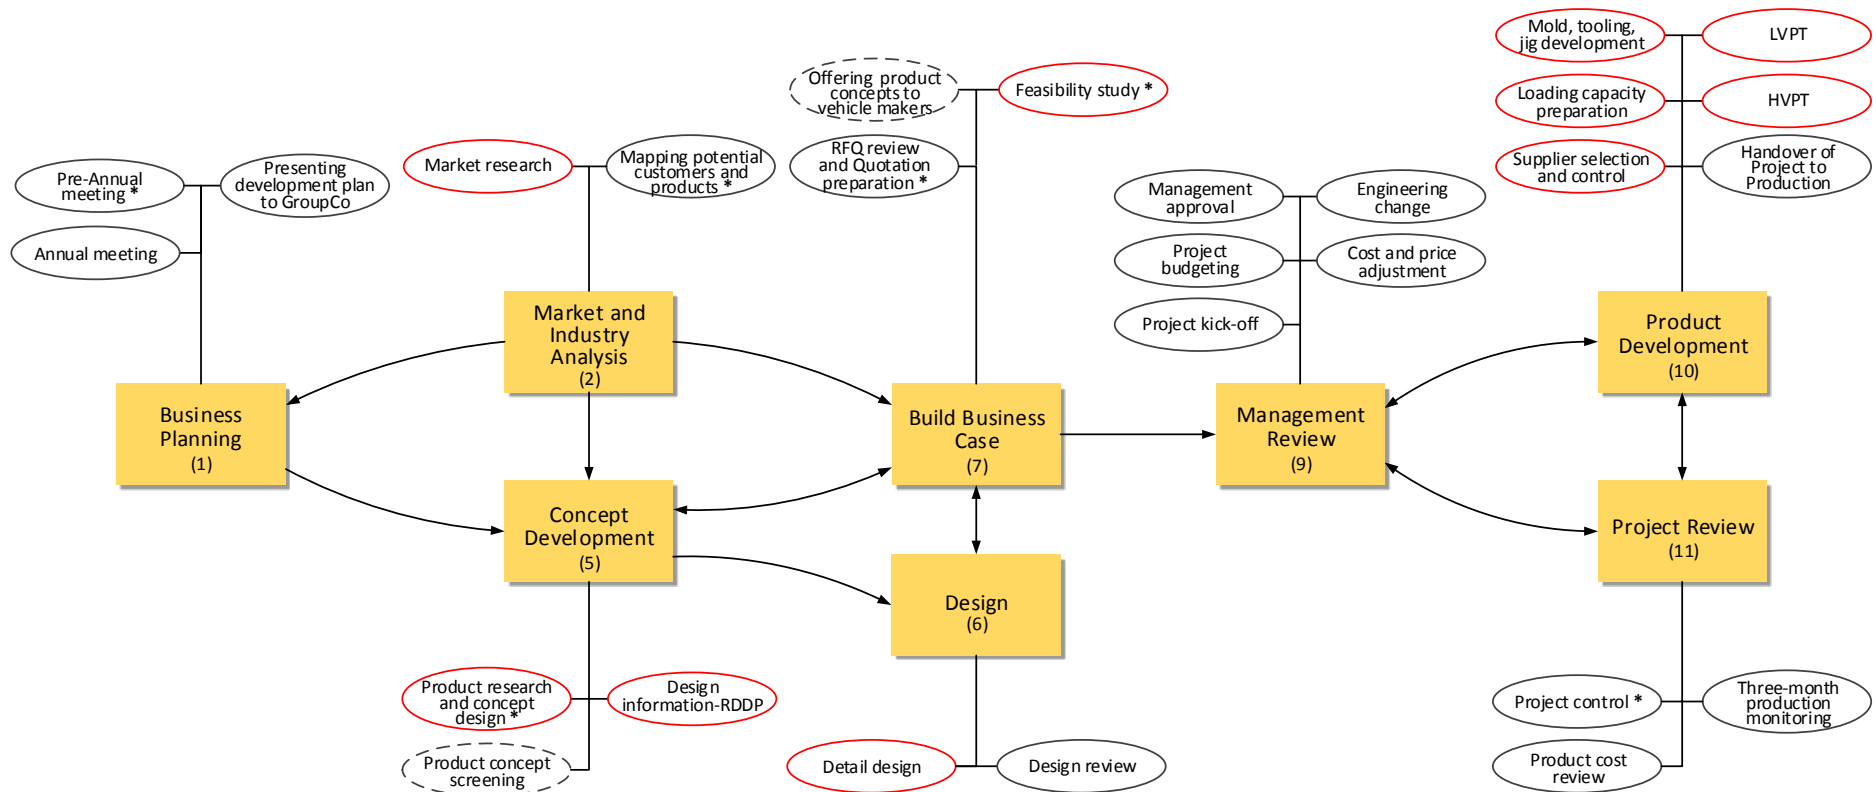 Pre-Annual
meeting *
Presenting
development plan
to GroupCo
Annual meeting
Business
Planning
(1)
Market research
Mapping potential
customers and
products *
Market and
Industry
Analysis
(2)
Concept
Development
(5)
Product research
and concept
design *
Design
information-RDDP
Product concept
screening
Offering product
concepts to
vehicle makers
Feasibility study *
RFQ review
and Quotation
preparation *
Build Business
Case
(7)
Design
(6)
Detail design
Design review
Management
approval
Engineering
change
Project
budgeting
Cost and price
adjustment
Project kick-off
Management
Review
(9)
Mold, tooling,
jig development
LVPT
Loading capacity
preparation
HVPT
Supplier selection
and control
Handover of
Project to
Production
Product
Development
(10)
Project Review
(11)
Project control *
Three-month
production
monitoring
Product cost
review